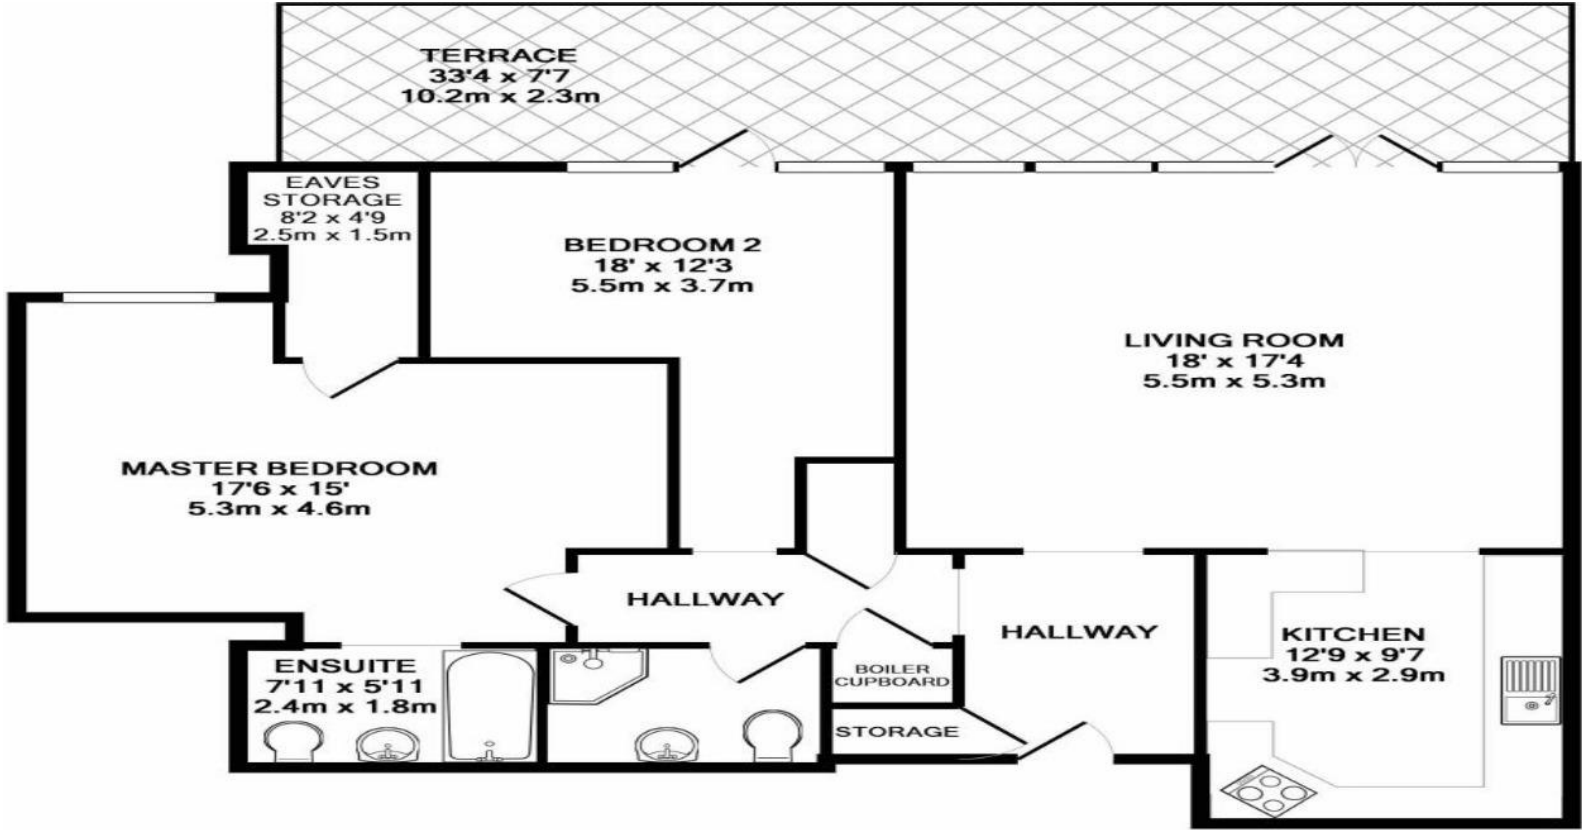 TERRACE
33'4 x 7'7
10.2m x 2.3m
EAVES
STORAGE
8'2 x 4'9
2.5m x 1.5m
BEDROOM 2
18' x 12'3
5.5m x 3.7m
LIVING ROOM
18' x 17'4
5.5m x 5.3m
MASTER BEDROOM
17'6 x 15'
5.3m x 4.6m
HALLWAY
HALLWAY
KITCHEN
12'9 x 9'7
3.9m x 2.9m
ENSUITE
7'11 x 5'11
2.4m x 1.8m
BOILER
CUPBOARD
STORAGE